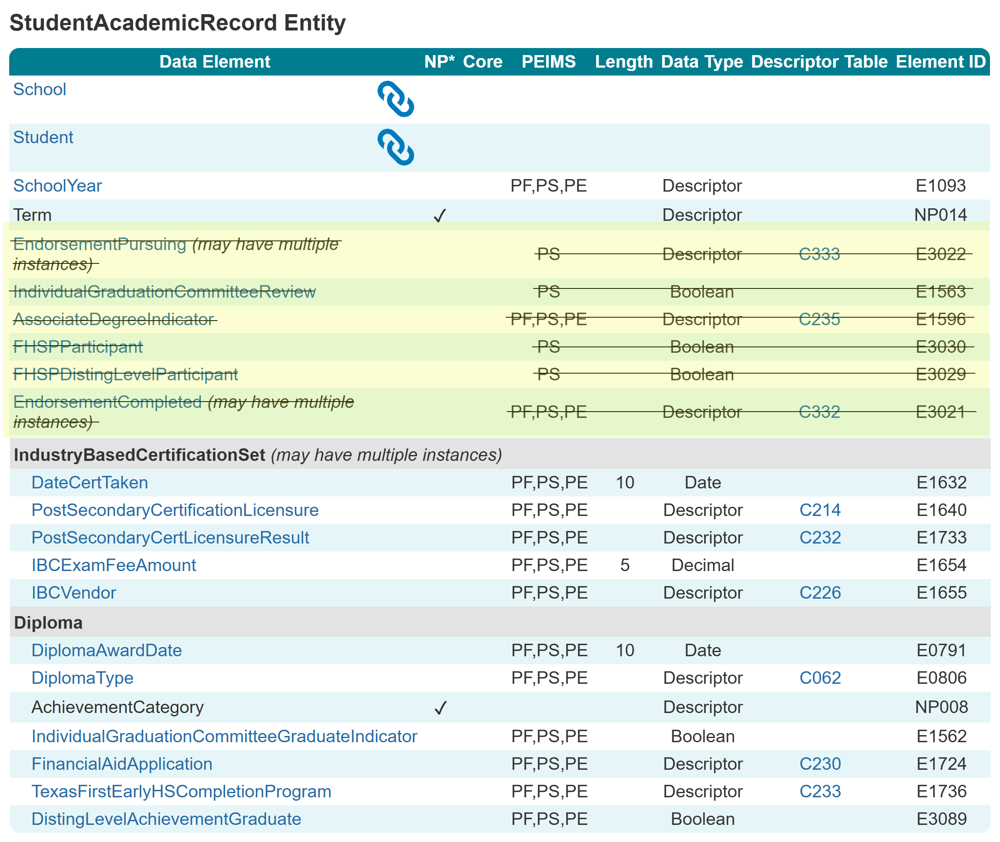 StudentAcademicRecord Entity
Data Element NP* Core PEIMS Length Data Type Descriptor Table Element ID
School
Student
SchoolYear PF,PS,PE Descriptor E1093
Term ✓ Descriptor NP014
EndorsementPursuing (may have multiple
instances) PS Descriptor C333 E3022
IndividualGraduationCommitteeReview PS Boolean E1563
AssociateDegreeIndicator PF,PS,PE Descriptor C235 E1596
FHSPParticipant PS Boolean E3030
FHSPDistingLevelParticipant PS Boolean E3029
EndorsementCompleted (may have multiple
instances) PF,PS,PE Descriptor C332 E3021
IndustryBasedCertificationSet (may have multiple instances)
DateCertTaken PF,PS,PE 10 Date E1632
PostSecondaryCertificationLicensure PF,PS,PE Descriptor C214 E1640
PostSecondaryCertLicensureResult PF,PS,PE Descriptor C232 E1733
IBCExamFeeAmount PF,PS,PE 5 Decimal E1654
IBCVendor PF,PS,PE Descriptor C226 E1655
Diploma
DiplomaAwardDate PF,PS,PE 10 Date E0791
DiplomaType PF,PS,PE Descriptor C062 E0806
AchievementCategory ✓ Descriptor NP008
IndividualGraduationCommitteeGraduateIndicator PF,PS,PE Boolean E1562
FinancialAidApplication PF,PS,PE Descriptor C230 E1724
TexasFirstEarlyHSCompletionProgram PF,PS,PE Descriptor C233 E1736
DistingLevelAchievementGraduate PF,PS,PE Boolean E3089